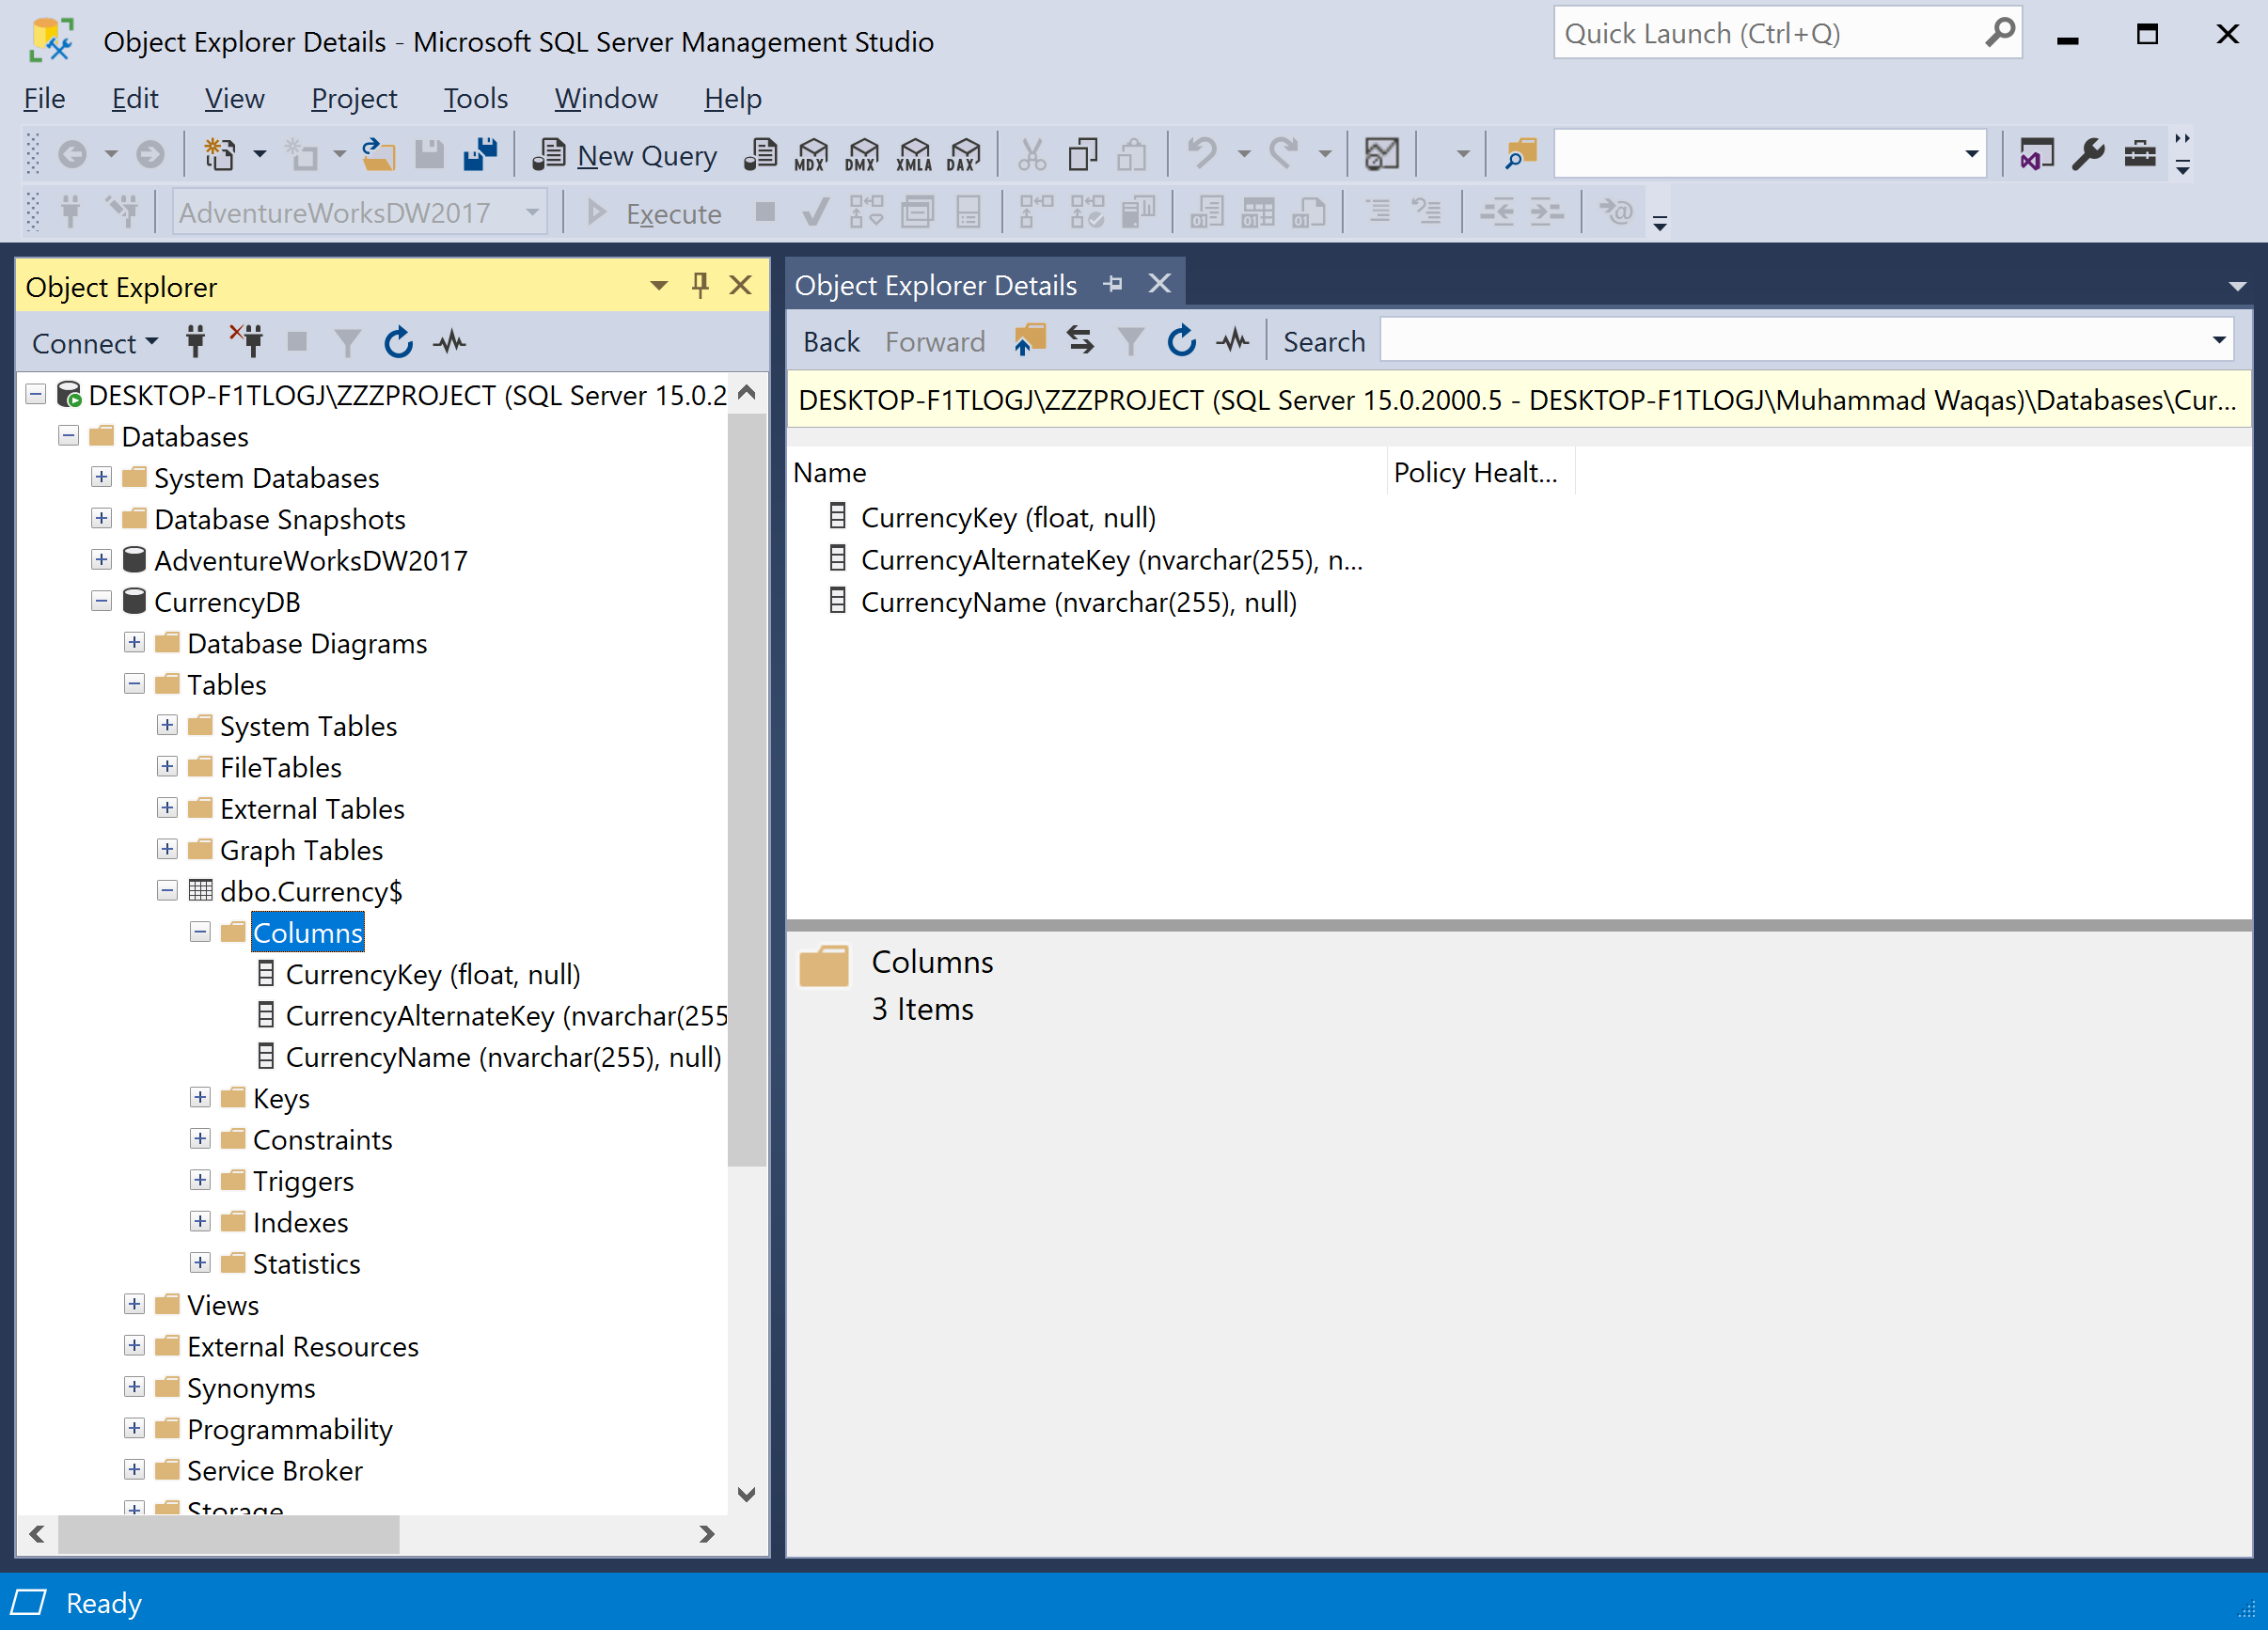 Object Explorer Details - Microsoft SQL Server Management Studio
Quick Launch (Ctrl+Q)
File Edit View Project Tools Window Help
New Query MDX DMX XMLA DAX
AdventureWorksDW2017 Execute
Object Explorer
Connect
DESKTOP-F1TLOGJ\ZZZPROJECT (SQL Server 15.0.2
Databases
System Databases
Database Snapshots
AdventureWorksDW2017
CurrencyDB
Database Diagrams
Tables
System Tables
FileTables
External Tables
Graph Tables
dbo.Currency$
Columns
CurrencyKey (float, null)
CurrencyAlternateKey (nvarchar(255
CurrencyName (nvarchar(255), null)
Keys
Constraints
Triggers
Indexes
Statistics
Views
External Resources
Synonyms
Programmability
Service Broker
Storage
Object Explorer Details
Back Forward Search
DESKTOP-F1TLOGJ\ZZZPROJECT (SQL Server 15.0.2000.5 - DESKTOP-F1TLOGJ\Muhammad Waqas)\Databases\Cur...
Name Policy Healt...
CurrencyKey (float, null)
CurrencyAlternateKey (nvarchar(255), n...
CurrencyName (nvarchar(255), null)
Columns
3 Items
Ready